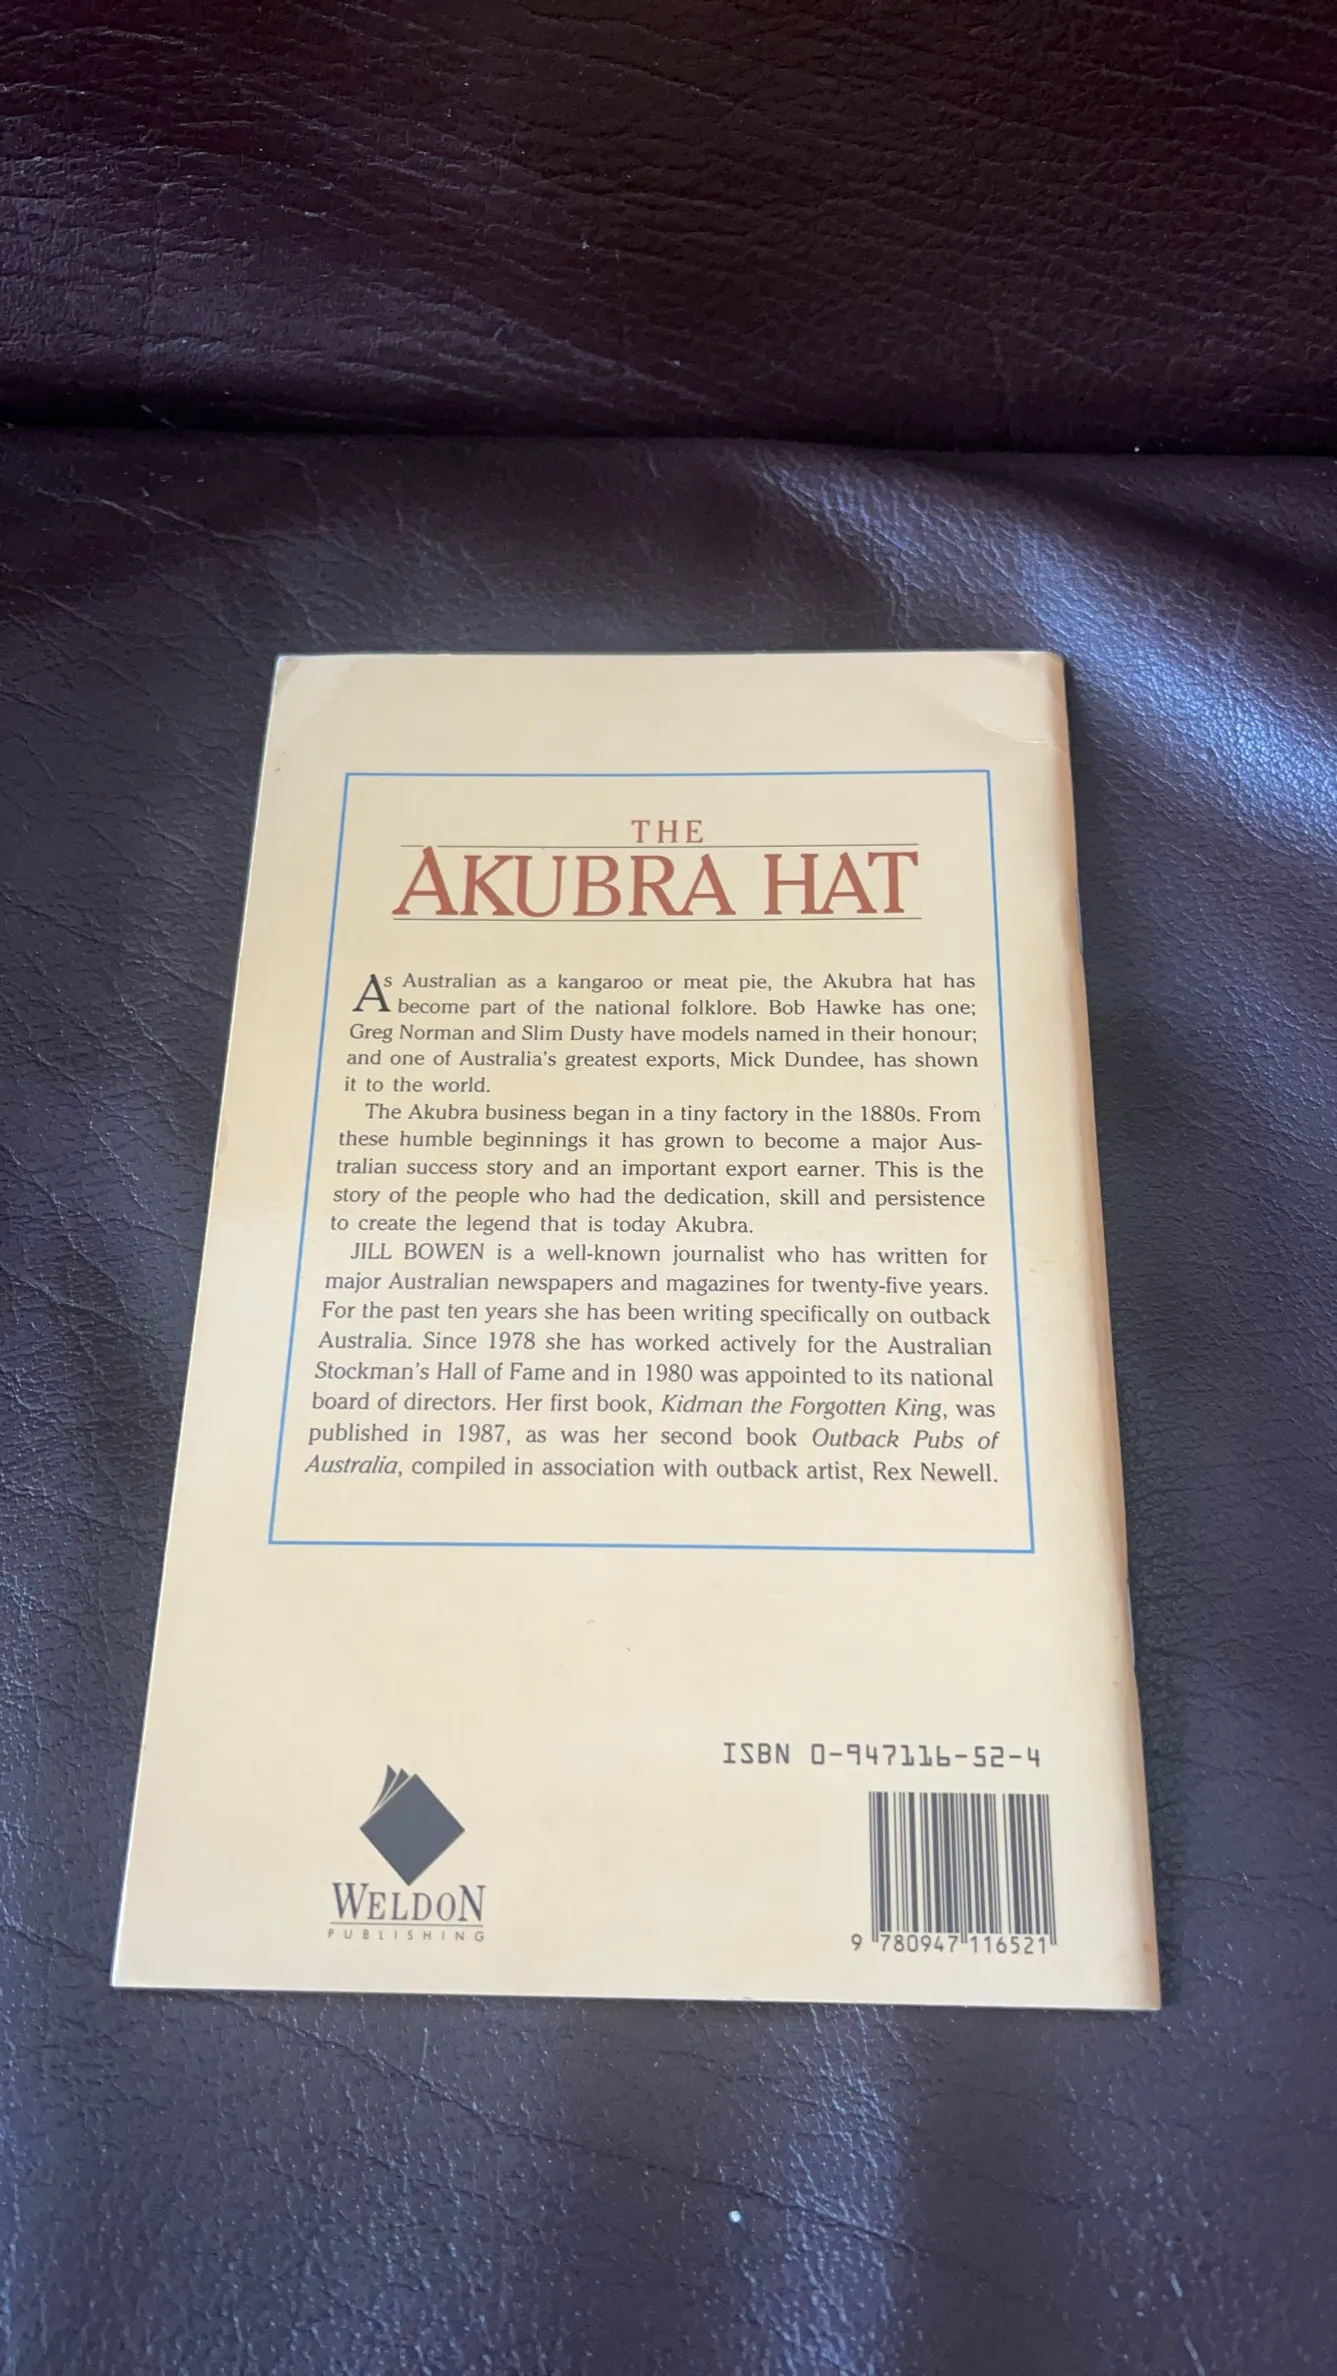 THE
AKUBRA HAT
As Australian as a kangaroo or meat pie, the Akubra hat has
become part of the national folklore. Bob Hawke has one;
Greg Norman and Slim Dusty have models named in their honour;
and one of Australia's greatest exports, Mick Dundee, has shown
it to the world.
The Akubra business began in a tiny factory in the 1880s. From
these humble beginnings it has grown to become a major Aus-
tralian success story and an important export earner. This is the
story of the people who had the dedication, skill and persistence
to create the legend that is today Akubra.
JILL BOWEN is a well-known journalist who has written for
major Australian newspapers and magazines for twenty-five years.
For the past ten years she has been writing specifically on outback
Australia. Since 1978 she has worked actively for the Australian
Stockman's Hall of Fame and in 1980 was appointed to its national
board of directors. Her first book, Kidman the Forgotten King, was
published in 1987, as was her second book Outback Pubs of
Australia, compiled in association with outback artist, Rex Newell.
ISBN 0-947116-52-4
WELDON
PUBLISHING
9 780947 116521